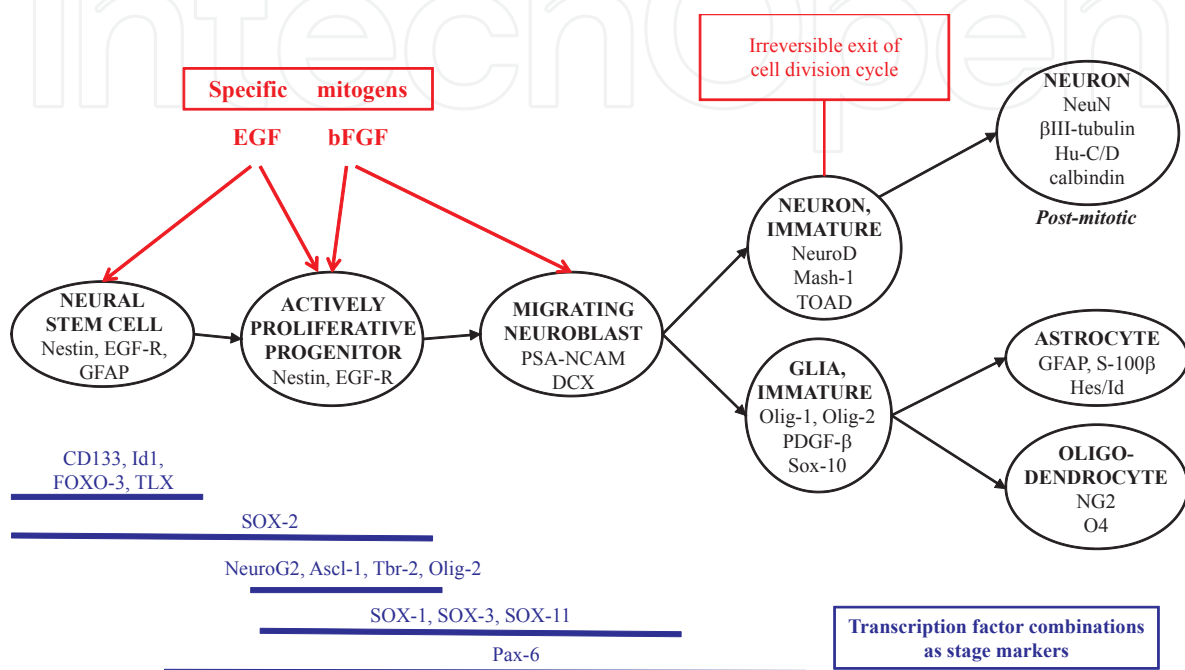 IntechOpen
Irreversible exit of
cell division cycle
Specific mitogens
EGF bFGF
NEURON
NeuN
βIII-tubulin
Hu-C/D
calbindin
Post-mitotic
NEURON,
IMMATURE
NeuroD
Mash-1
TOAD
NEURAL
STEM CELL
Nestin, EGF-R,
GFAP
ACTIVELY
PROLIFERATIVE
PROGENITOR
Nestin, EGF-R
MIGRATING
NEUROBLAST
PSA-NCAM
DCX
GLIA,
IMMATURE
Olig-1, Olig-2
PDGF-β
Sox-10
ASTROCYTE
GFAP, S-100β
Hes/Id
OLIGO-
DENDROCYTE
NG2
O4
CD133, Id1,
FOXO-3, TLX
SOX-2
NeuroG2, Ascl-1, Tbr-2, Olig-2
SOX-1, SOX-3, SOX-11
Pax-6
Transcription factor combinations
as stage markers